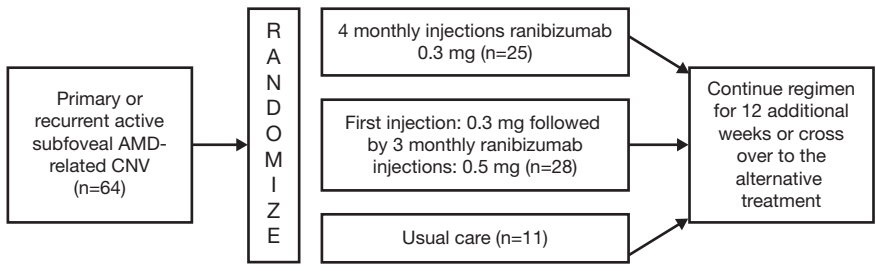 Primary or
recurrent active
subfoveal AMD-
related CNV
(n=64)
R
A
N
D
O
M
I
Z
E
4 monthly injections ranibizumab
0.3 mg (n=25)
First injection: 0.3 mg followed
by 3 monthly ranibizumab
injections: 0.5 mg (n=28)
Usual care (n=11)
Continue regimen
for 12 additional
weeks or cross
over to the
alternative
treatment